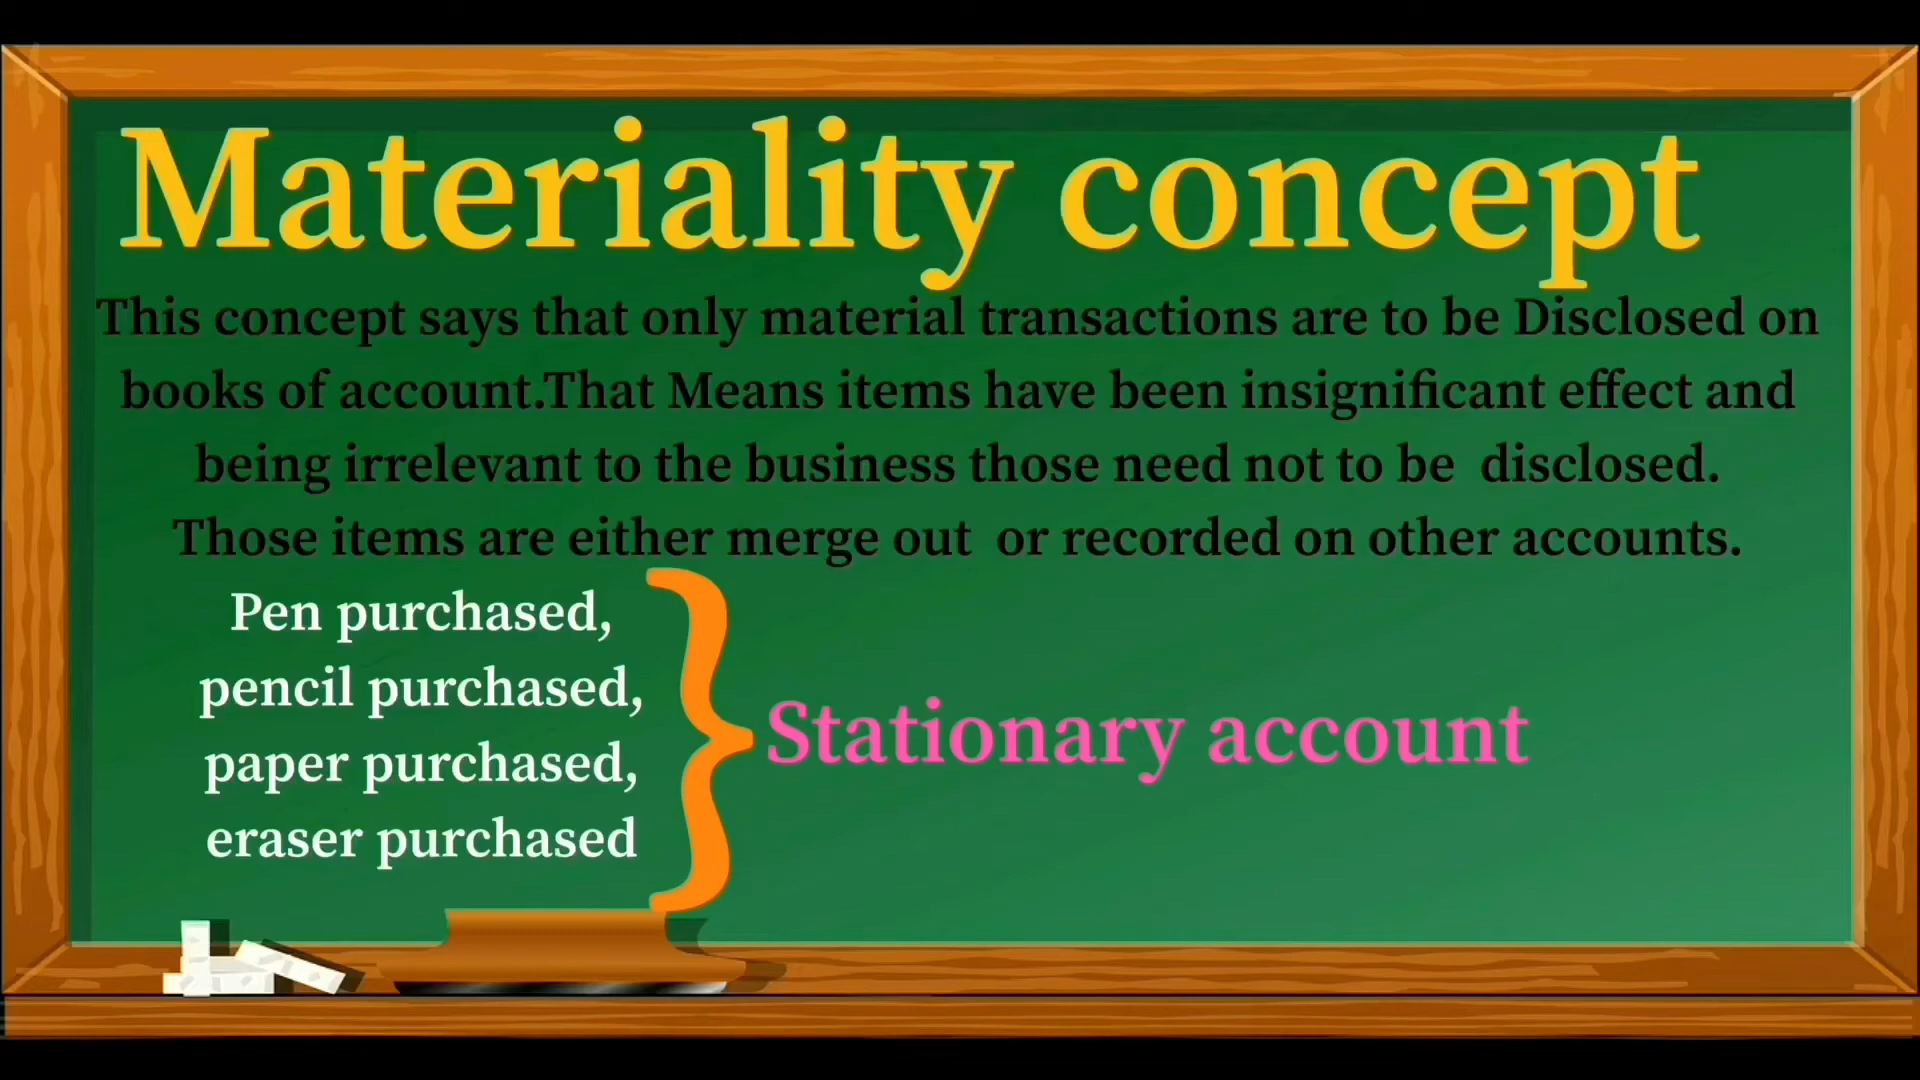 Materiality concept
This concept says that only material transactions are to be Disclosed on
books of account.That Means items have been insignificant effect and
being irrelevant to the business those need not to be disclosed.
Those items are either merge out or recorded on other accounts.
Pen purchased,
pencil purchased,
paper purchased,
eraser purchased
Stationary account